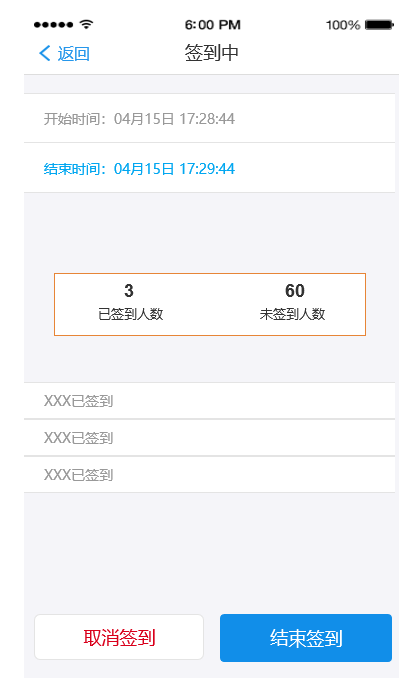 6:00 PM 100%
返回 签到中
开始时间：04月15日 17:28:44
结束时间：04月15日 17:29:44
3 60
已签到人数 未签到人数
XXX已签到
XXX已签到
XXX已签到
取消签到 结束签到